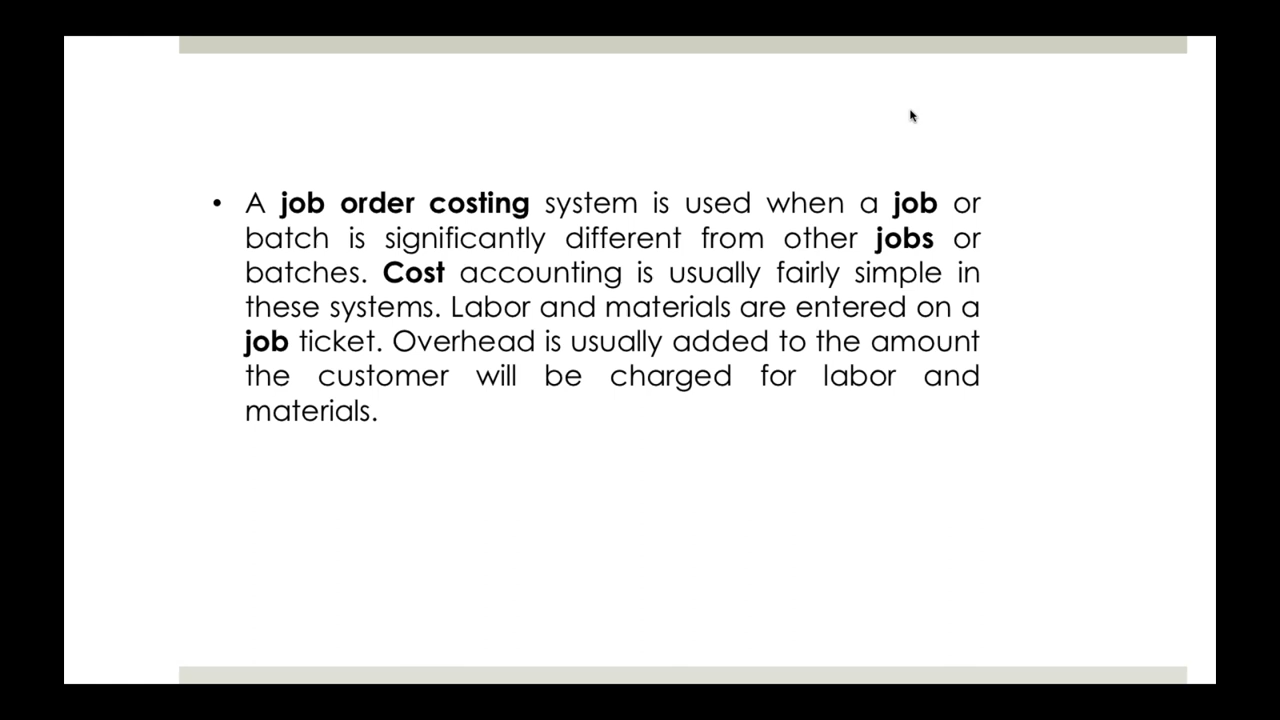 • A job order costing system is used when a job or
batch is significantly different from other jobs or
batches. Cost accounting is usually fairly simple in
these systems. Labor and materials are entered on a
job ticket. Overhead is usually added to the amount
the customer will be charged for labor and
materials.